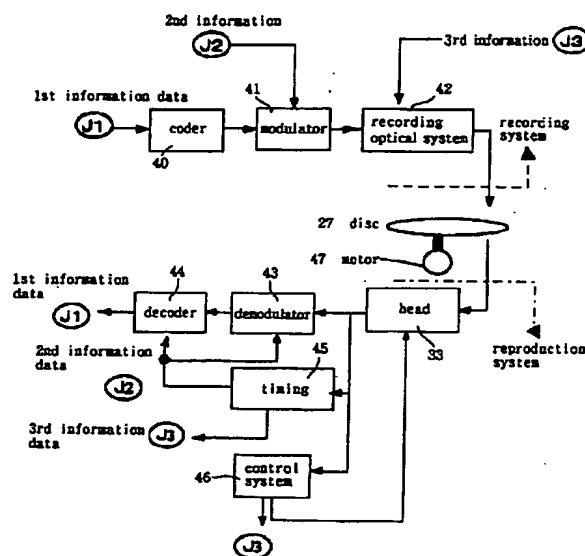 2nd information
J2
3rd information J3
41
42
1st information data
J1
coder
modulator
recording
optical system
recording
system
40
27 disc
47 motor
1st information
data
44
43
J1
decoder
demodulator
head
33
reproduction
system
2nd information
data
45
J2
timing
3rd information
data
J3
control
system
46
J3